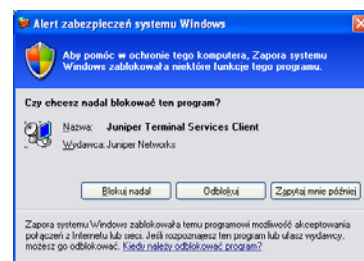 Alert zabezpieczeń systemu Windows
Aby pomóc w ochronie tego komputera, Zapora systemu
Windows zablokowała niektóre funkcje tego programu.
Czy chcesz nadal blokować ten program?
Nazwa: Juniper Terminal Services Client
Wydawca: Juniper Networks
Blokuj nadal Odblokuj Zapytaj mnie później
Zapora systemu Windows zablokowała temu programowi możliwość akceptowania
połączeń z Internetu lub sieci. Jeśli rozpoznajesz ten program lub ufasz wydawcy,
możesz go odblokować. Kiedy należy odblokować program?